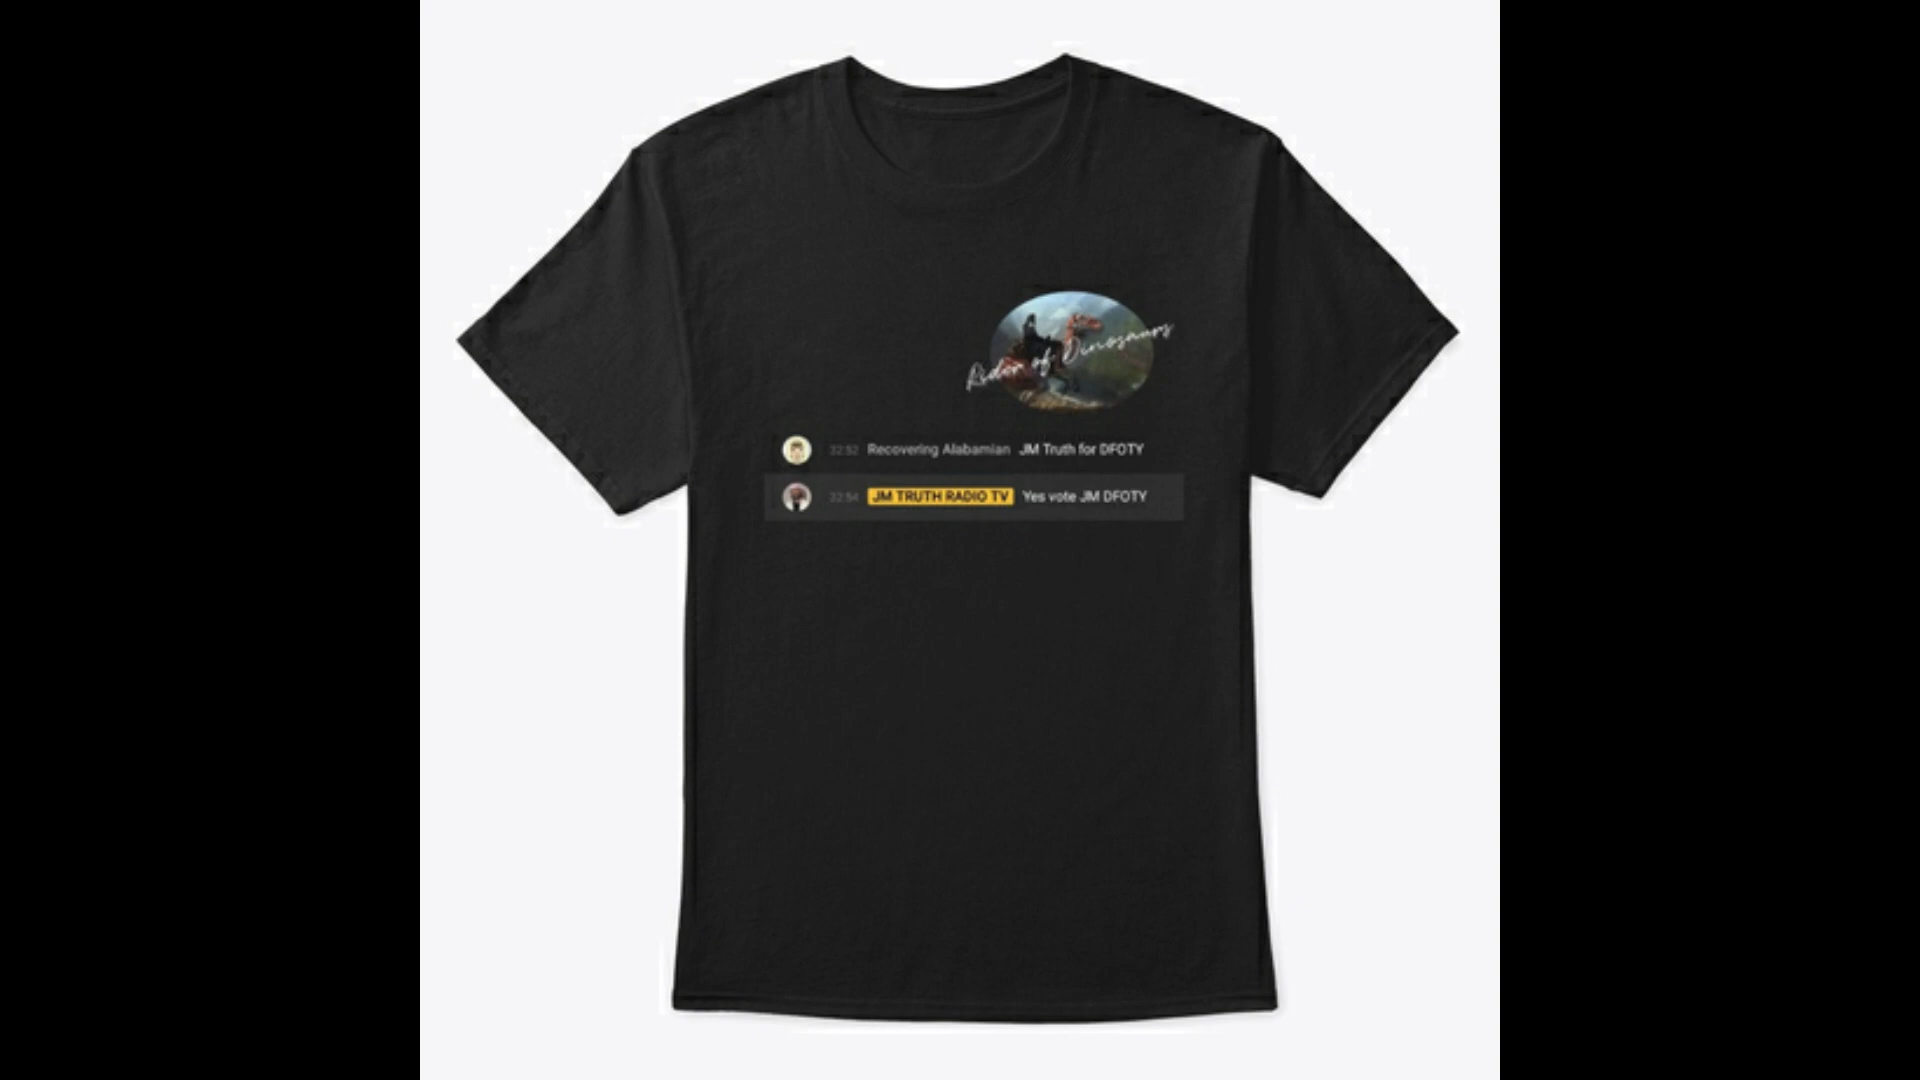 Rider of Dinosaurs
32:52 Recovering Alabamian JM Truth for DFOTY
32:54 JM TRUTH RADIO TV Yes vote JM DFOTY